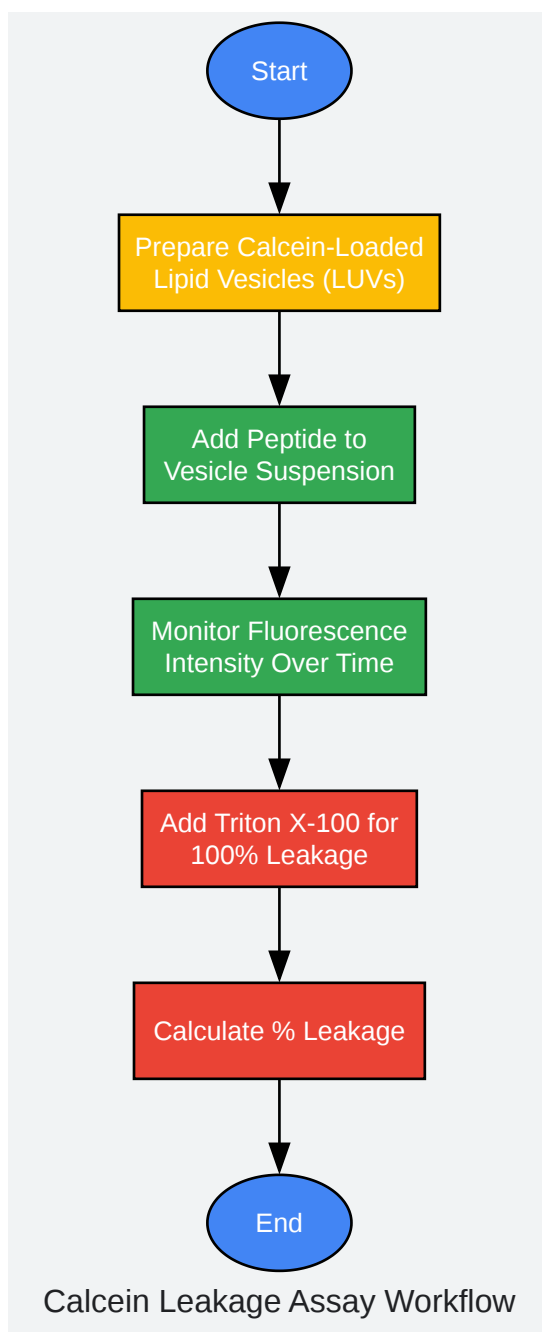 Start
Prepare Calcein-Loaded
Lipid Vesicles (LUVs)
Add Peptide to
Vesicle Suspension
Monitor Fluorescence
Intensity Over Time
Add Triton X-100 for
100% Leakage
Calculate % Leakage
End
Calcein Leakage Assay Workflow